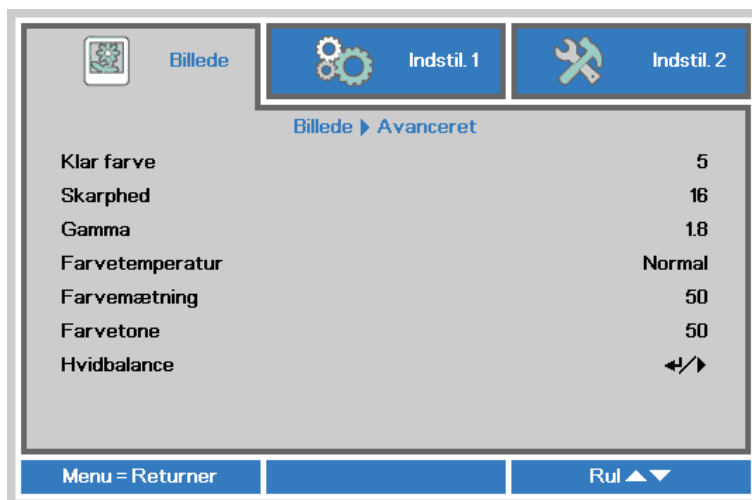 Billede
Indstil. 1
Indstil. 2
Billede Avanceret
Klar farve 5
Skarphed 16
Gamma 1.8
Farvetemperatur Normal
Farvemætning 50
Farvetone 50
Hvidbalance ↵/▶
Menu = Returner
Rul ▲▼